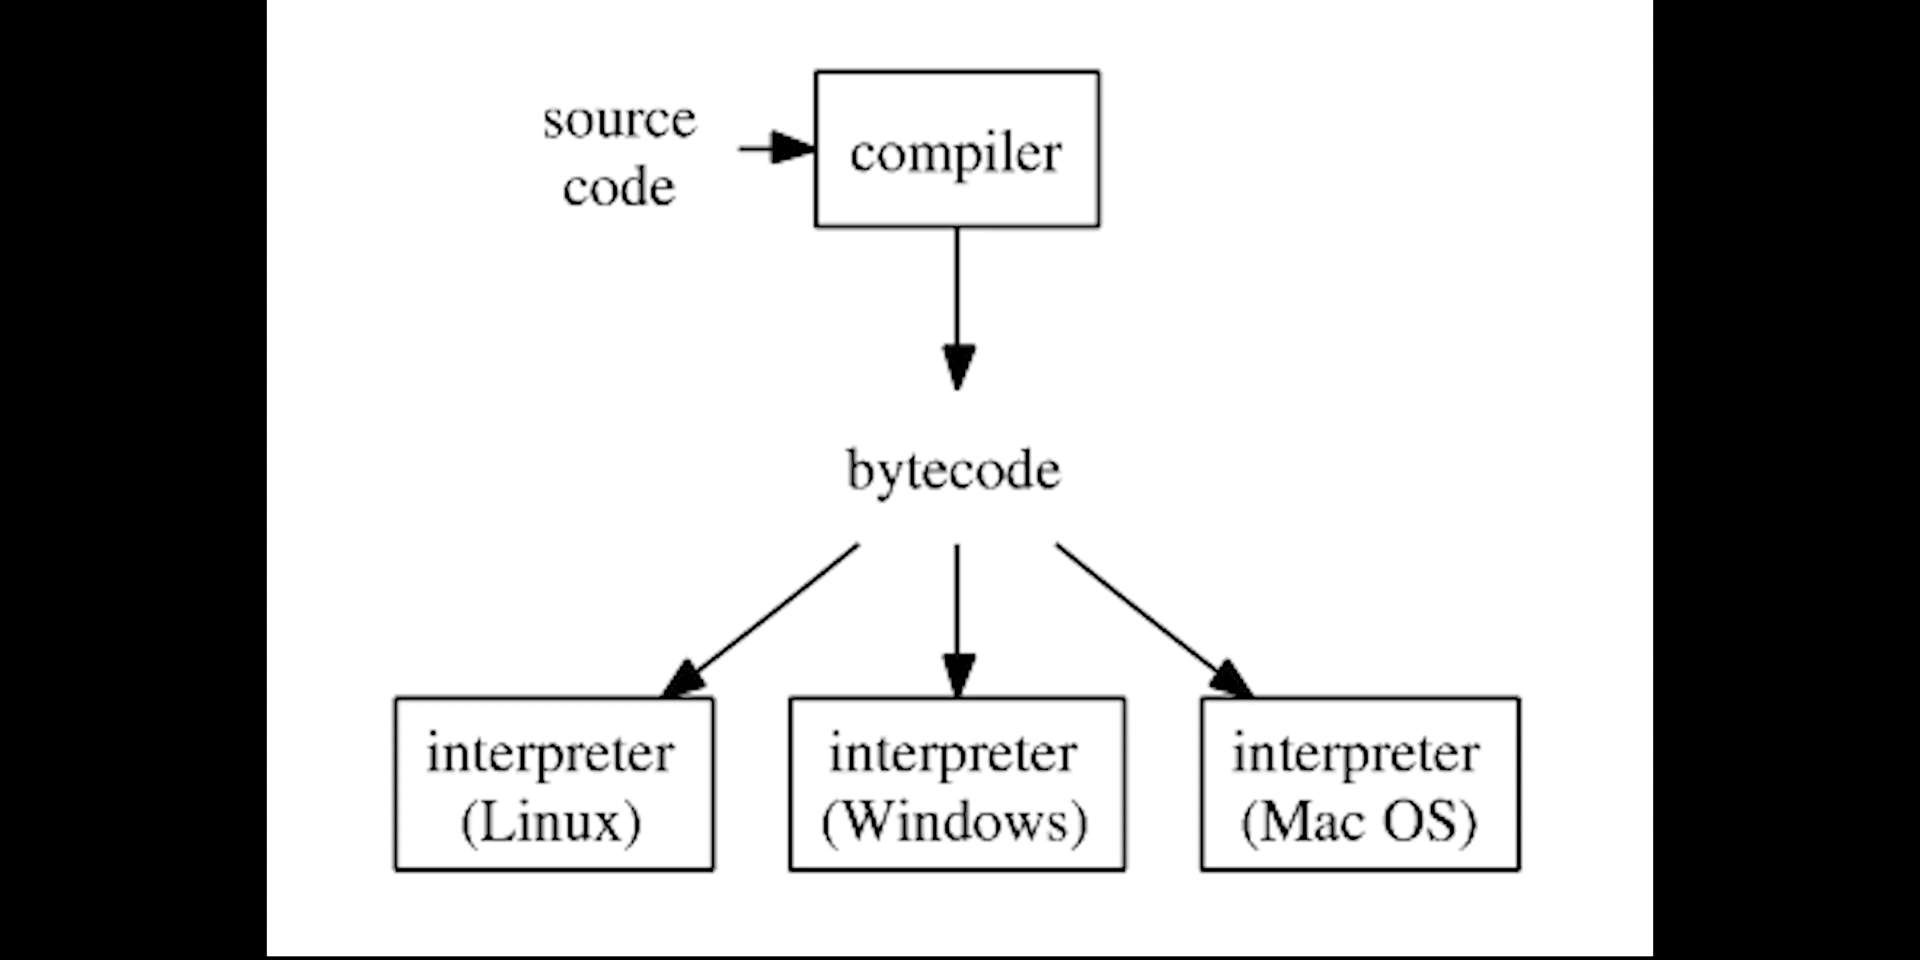 source
code
compiler
bytecode
interpreter
(Linux)
interpreter
(Windows)
interpreter
(Mac OS)